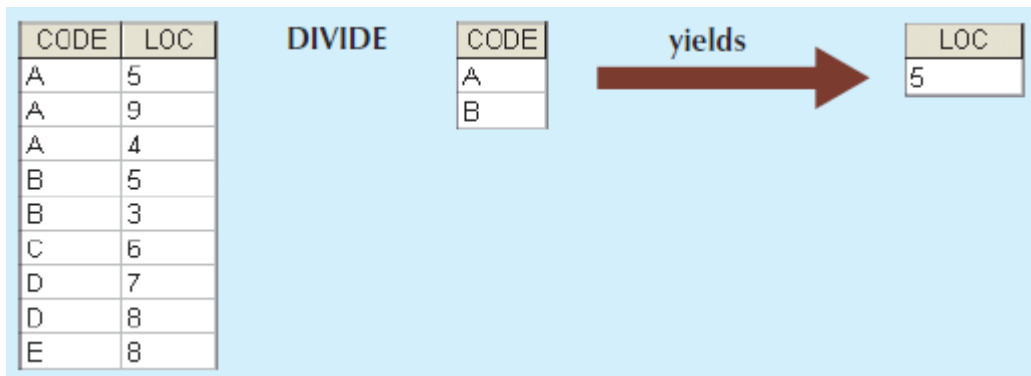 CODE LOC DIVIDE CODE yields LOC
A 5 A 5
A 9 B
A 4
B 5
B 3
C 6
D 7
D 8
E 8